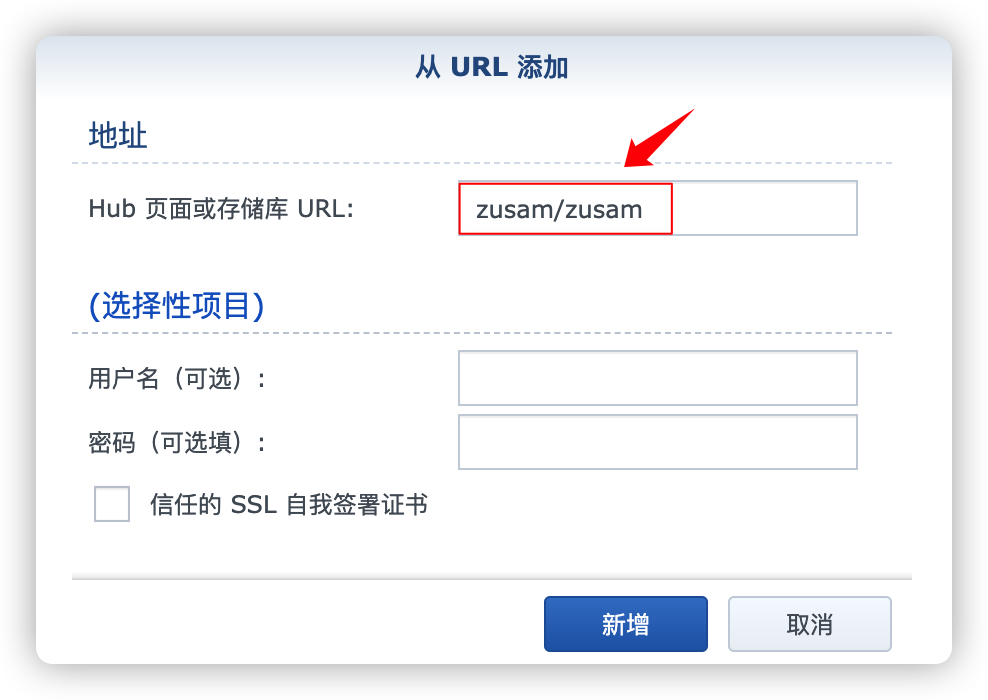 从 URL 添加
地址
Hub 页面或存储库 URL:
zusam/zusam
(选择性项目)
用户名（可选）:
密码（可选填）:
信任的 SSL 自我签署证书
新增
取消